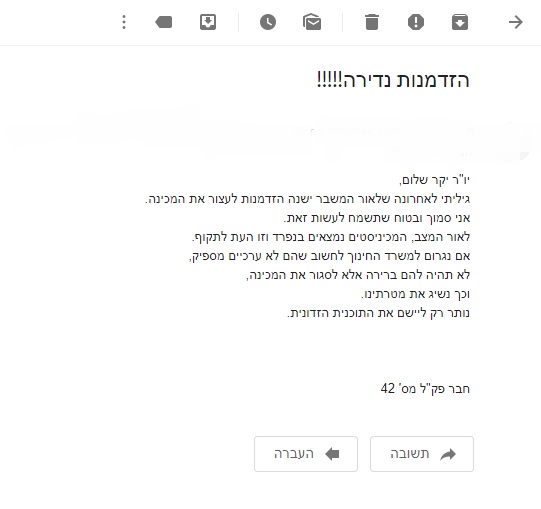 הזדמנות נדירה!!!!!
יו"ר יקר שלום,
גיליתי לאחרונה שלאור המשבר ישנה הזדמנות לעצור את המכינה.
אני סמוך ובטוח שתשמח לעשות זאת.
לאור המצב, המכיניסטים נמצאים בנפרד וזו העת לתקוף.
אם נגרום למשרד החינוך לחשוב שהם לא ערכיים מספיק,
לא תהיה להם ברירה אלא לסגור את המכינה,
וכך נשיג את מטרתינו.
נותר רק ליישם את התוכנית הזדונית.
חבר פק"ל מס' 42
תשובה
העברה